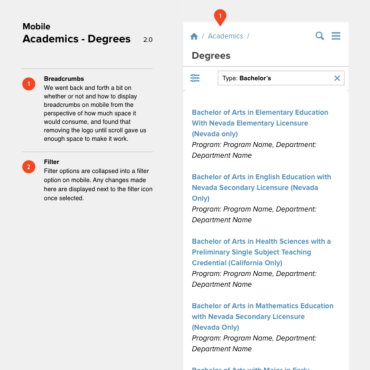 Mobile
Academics - Degrees 2.0
1
Breadcrumbs
We went back and forth a bit on
whether or not and how to display
breadcrumbs on mobile from the
perspective of how much space it
would consume, and found that
removing the logo until scroll gave us
enough space to make it work.
2
Filter
Filter options are collapsed into a filter
option on mobile. Any changes made
here are displayed next to the filter icon
once selected.
1
/ Academics /
Degrees
Type: Bachelor's ×
Bachelor of Arts in Elementary Education
With Nevada Elementary Licensure
(Nevada only)
Program: Program Name, Department:
Department Name
Bachelor of Arts in English Education with
Nevada Secondary Licensure (Nevada
Only)
Program: Program Name, Department:
Department Name
Bachelor of Arts in Health Sciences with a
Preliminary Single Subject Teaching
Credential (California Only)
Program: Program Name, Department:
Department Name
Bachelor of Arts in Mathematics Education
with Nevada Secondary Licensure
(Nevada Only)
Program: Program Name, Department:
Department Name
Bachelor of Arts with Major in Early